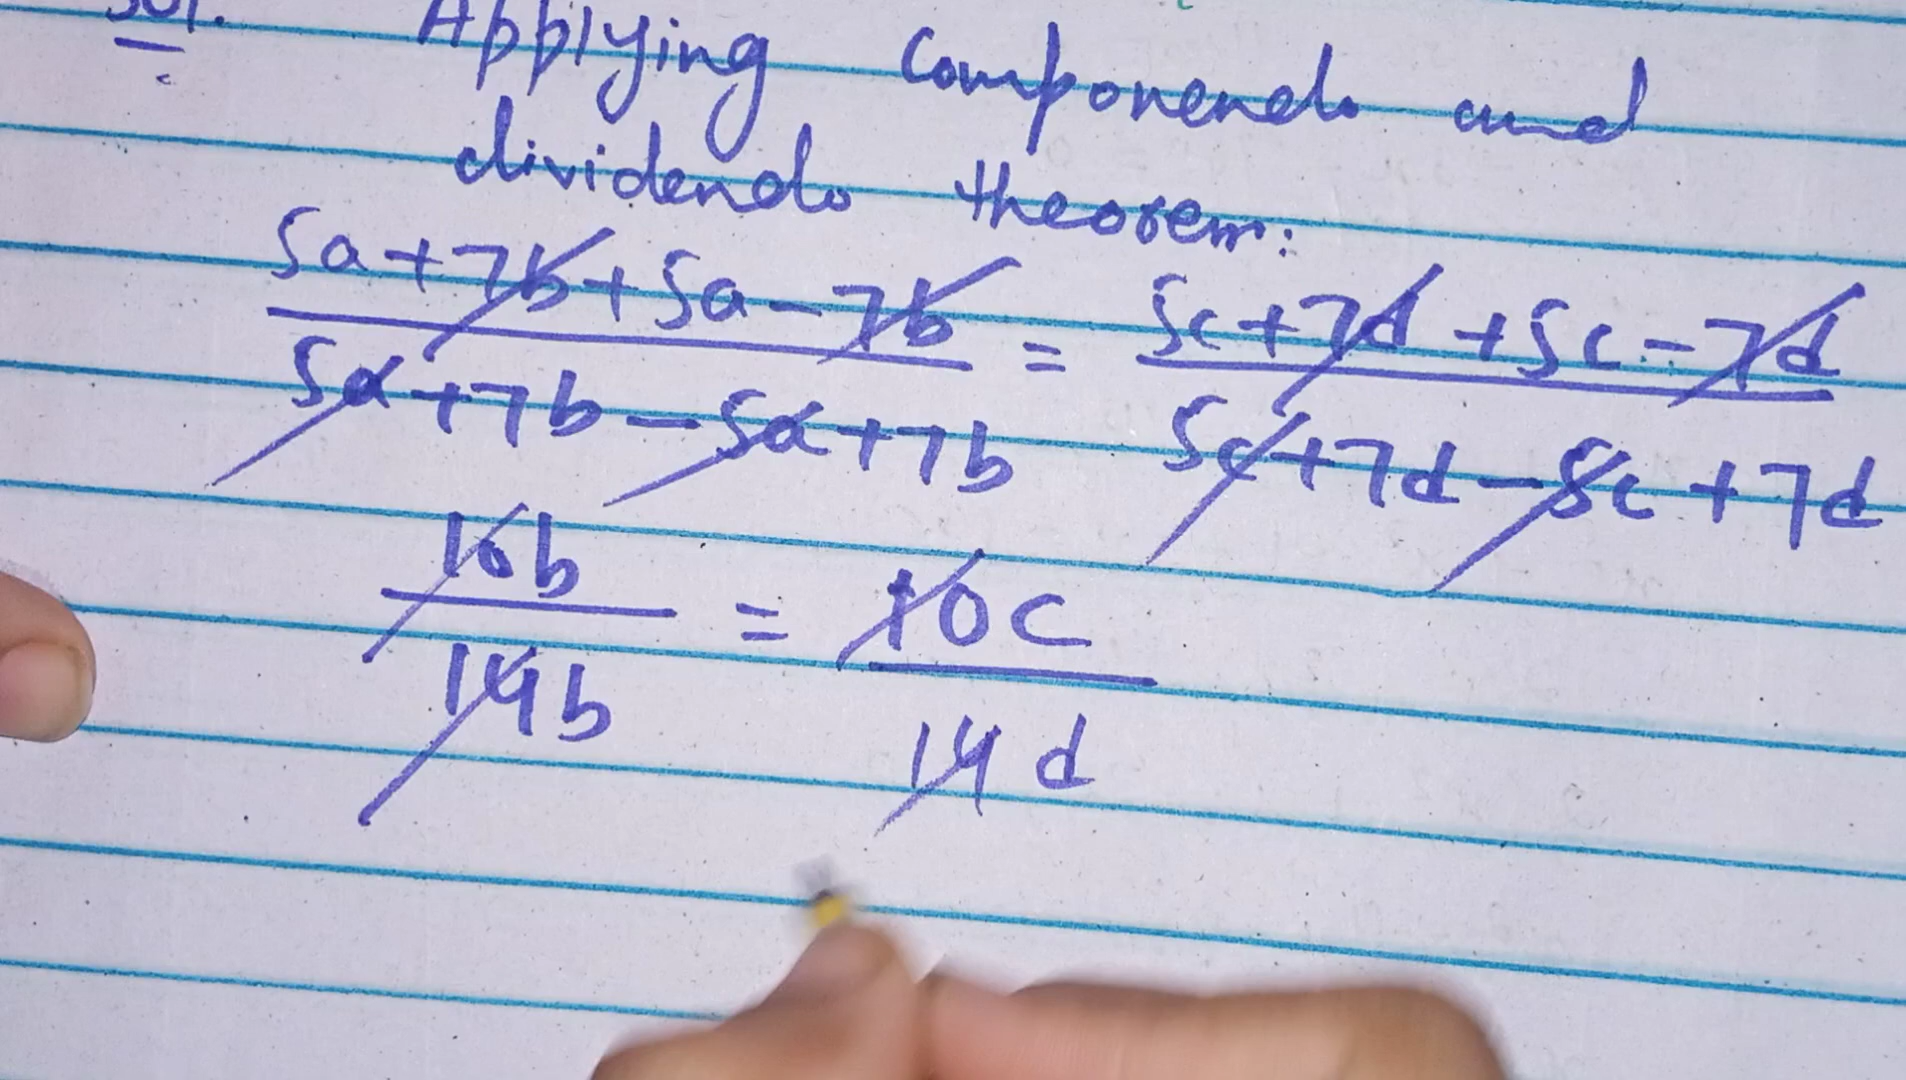 Sol. Applying Componendo and
dividendo theorem:
5a+7b+5a-7b = 5c+7d+5c-7d
5a+7b-5a+7b 5c+7d-5c+7d
10b = 10c
14b 14d